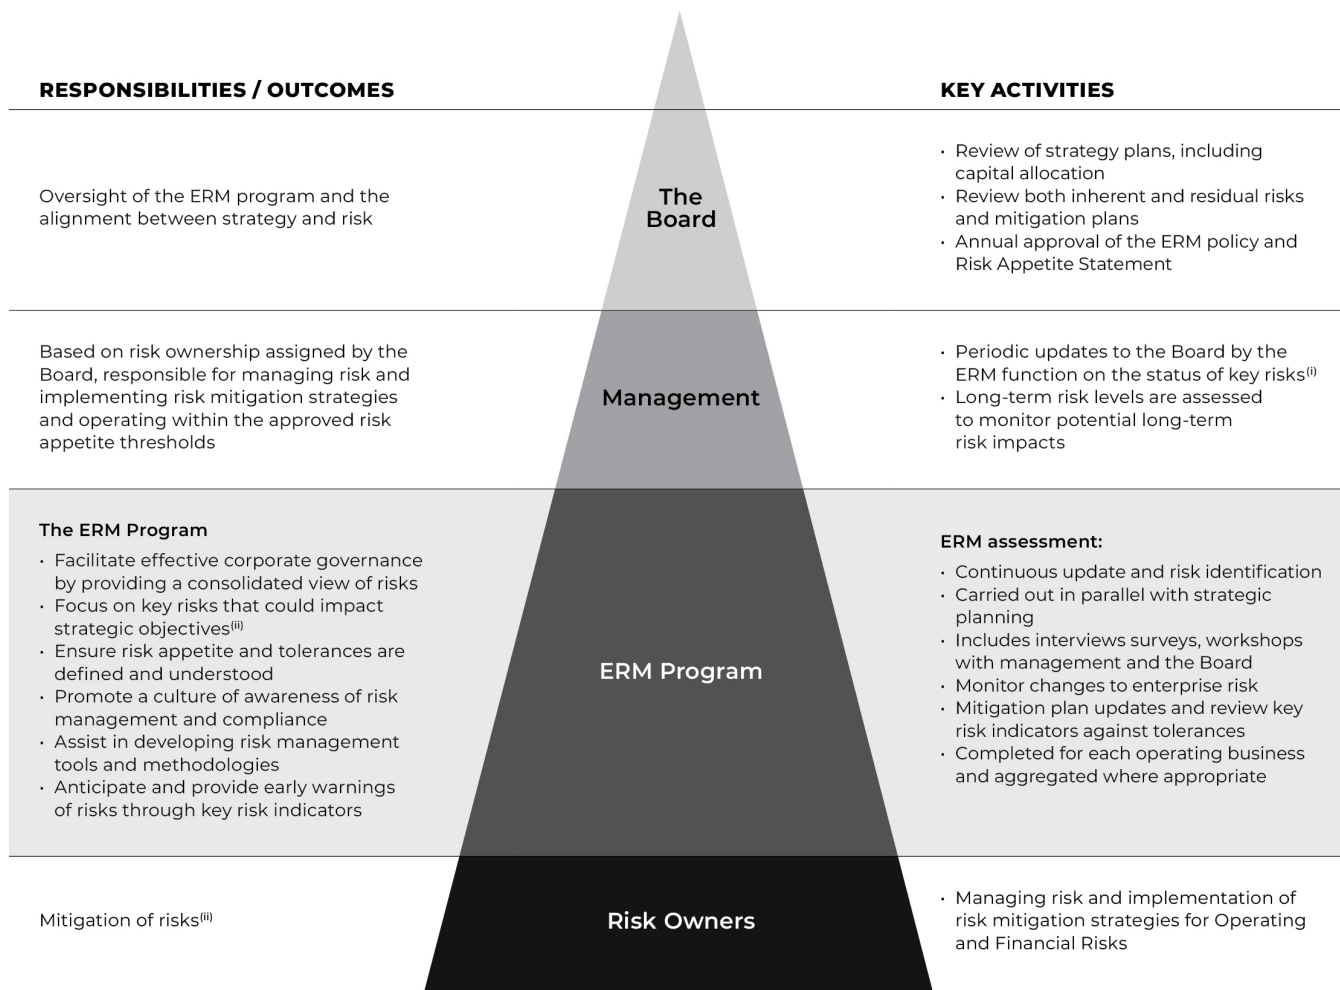 RESPONSIBILITIES / OUTCOMES
KEY ACTIVITIES
Oversight of the ERM program and the
alignment between strategy and risk
The
Board
• Review of strategy plans, including
capital allocation
• Review both inherent and residual risks
and mitigation plans
• Annual approval of the ERM policy and
Risk Appetite Statement
Based on risk ownership assigned by the
Board, responsible for managing risk and
implementing risk mitigation strategies
and operating within the approved risk
appetite thresholds
Management
• Periodic updates to the Board by the
ERM function on the status of key risks(i)
• Long-term risk levels are assessed
to monitor potential long-term
risk impacts
The ERM Program
• Facilitate effective corporate governance
by providing a consolidated view of risks
• Focus on key risks that could impact
strategic objectives(ii)
• Ensure risk appetite and tolerances are
defined and understood
• Promote a culture of awareness of risk
management and compliance
• Assist in developing risk management
tools and methodologies
• Anticipate and provide early warnings
of risks through key risk indicators
ERM Program
ERM assessment:
• Continuous update and risk identification
• Carried out in parallel with strategic
planning
• Includes interviews surveys, workshops
with management and the Board
• Monitor changes to enterprise risk
• Mitigation plan updates and review key
risk indicators against tolerances
• Completed for each operating business
and aggregated where appropriate
Mitigation of risks(ii)
Risk Owners
• Managing risk and implementation of
risk mitigation strategies for Operating
and Financial Risks